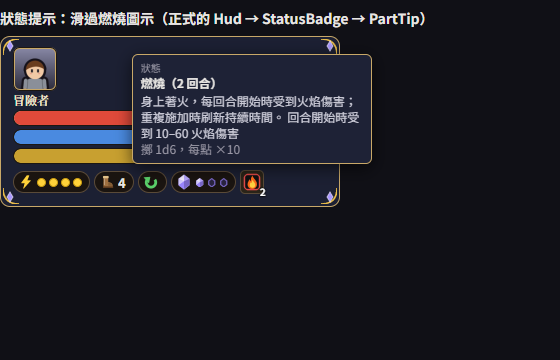 狀態提示：滑過燃燒圖示（正式的 Hud → StatusBadge → PartTip）
狀態
燃燒（2 回合）
身上著火，每回合開始時受到火焰傷害；
重複施加時刷新持續時間。 回合開始時受
到 10–60 火焰傷害
擲 1d6，每點 ×10
冒險者
4
2